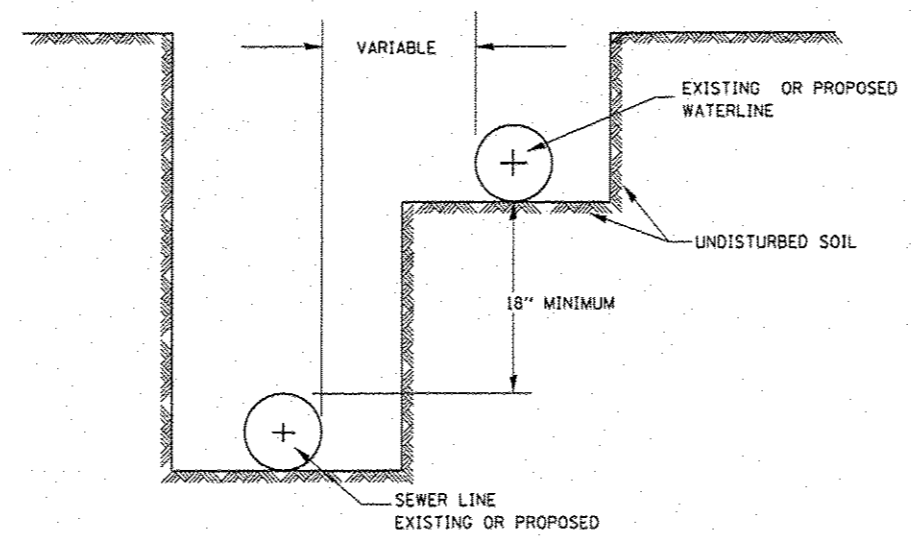 VARIABLE
EXISTING OR PROPOSED
WATERLINE
UNDISTURBED SOIL
18" MINIMUM
SEWER LINE
EXISTING OR PROPOSED